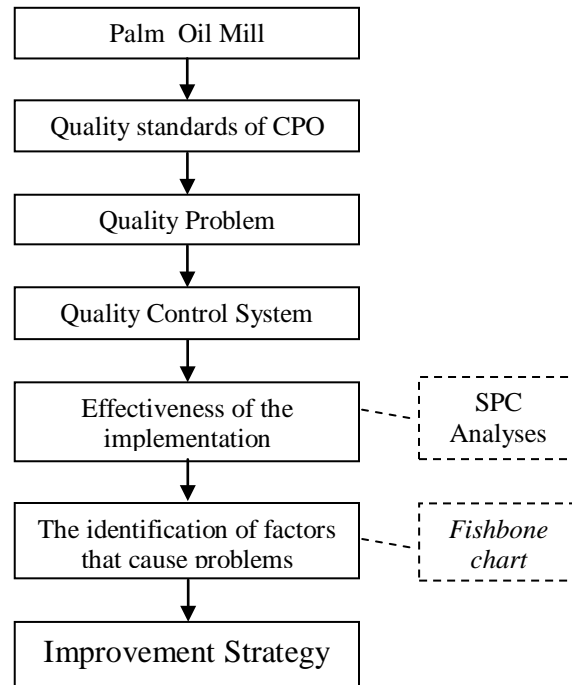 Palm Oil Mill
Quality standards of CPO
Quality Problem
Quality Control System
Effectiveness of the
implementation
SPC
Analyses
The identification of factors
that cause problems
Fishbone
chart
Improvement Strategy